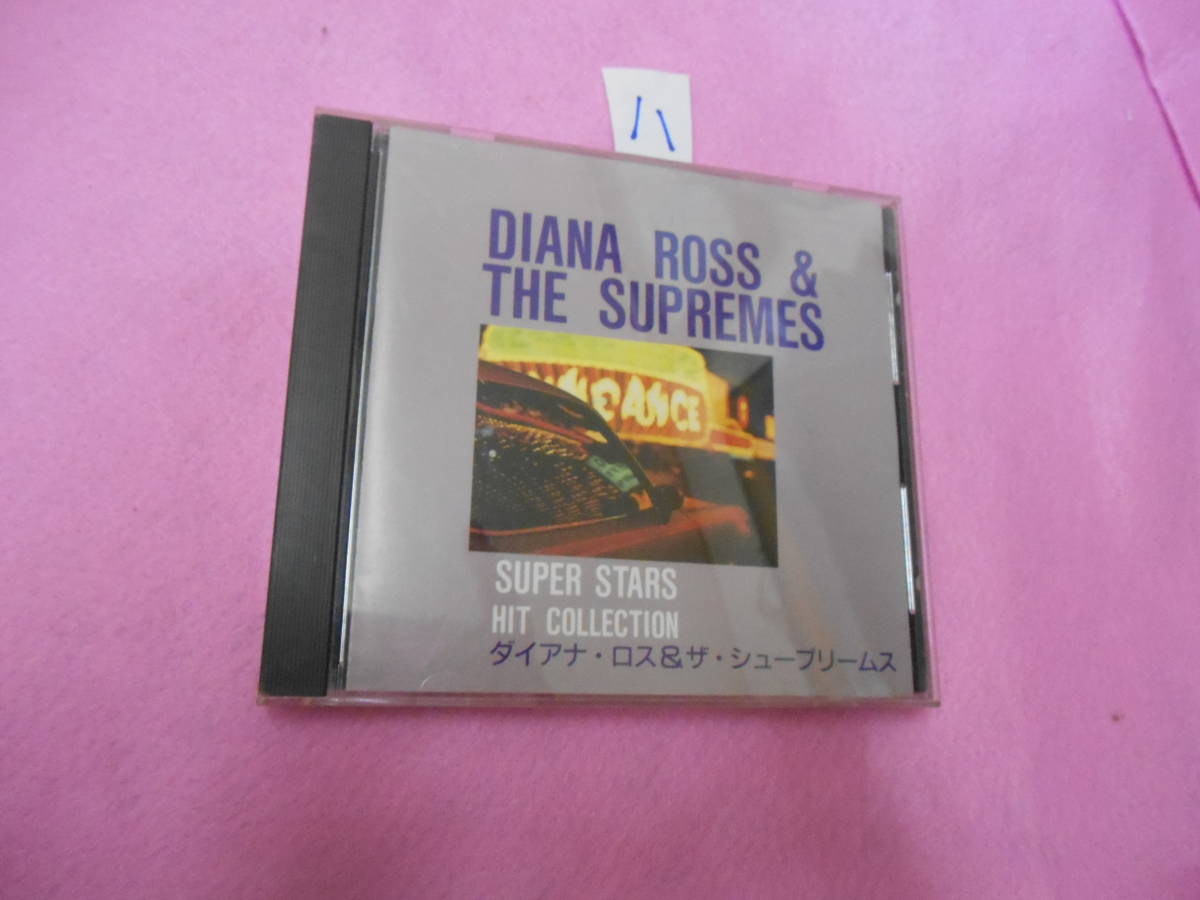 ハ
DIANA ROSS &
THE SUPREMES
SUPER STARS
HIT COLLECTION
ダイアナ・ロス&ザ・シュープリームス